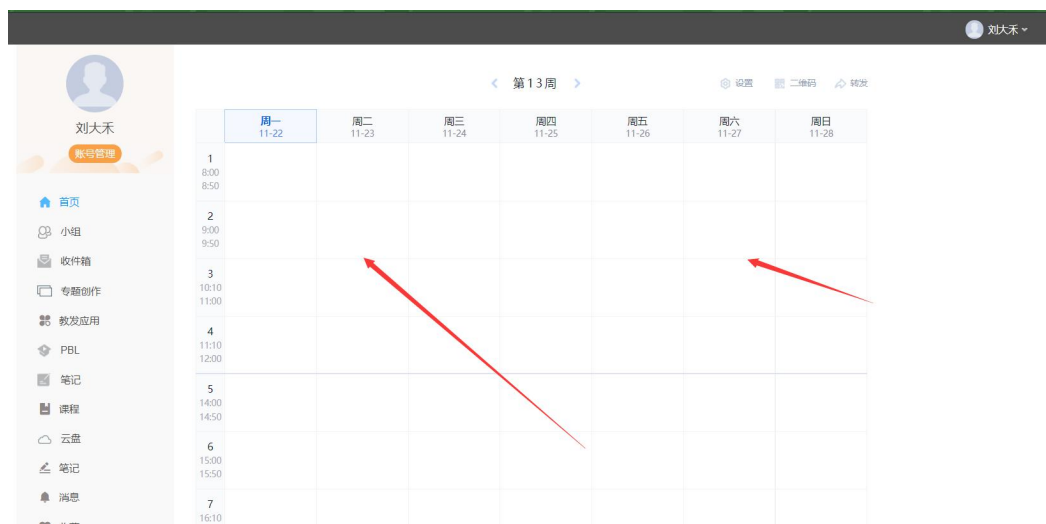 刘大禾
刘大禾
账号管理
首页
小组
收件箱
专题创作
教发应用
PBL
笔记
课程
云盘
笔记
消息
第13周
设置 二维码 转发
周一 周二 周三 周四 周五 周六 周日
11-22 11-23 11-24 11-25 11-26 11-27 11-28
1
8:00
8:50
2
9:00
9:50
3
10:10
11:00
4
11:10
12:00
5
14:00
14:50
6
15:00
15:50
7
16:10